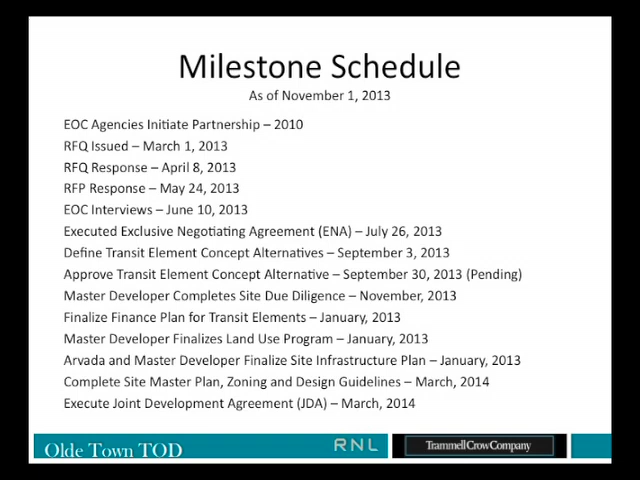 Milestone Schedule
As of November 1, 2013
EOC Agencies Initiate Partnership – 2010
RFQ Issued – March 1, 2013
RFQ Response – April 8, 2013
RFP Response – May 24, 2013
EOC Interviews – June 10, 2013
Executed Exclusive Negotiating Agreement (ENA) – July 26, 2013
Define Transit Element Concept Alternatives – September 3, 2013
Approve Transit Element Concept Alternative – September 30, 2013 (Pending)
Master Developer Completes Site Due Diligence – November, 2013
Finalize Finance Plan for Transit Elements – January, 2013
Master Developer Finalizes Land Use Program – January, 2013
Arvada and Master Developer Finalize Site Infrastructure Plan – January, 2013
Complete Site Master Plan, Zoning and Design Guidelines – March, 2014
Execute Joint Development Agreement (JDA) – March, 2014
Olde Town TOD RNL TrammellCrowCompany